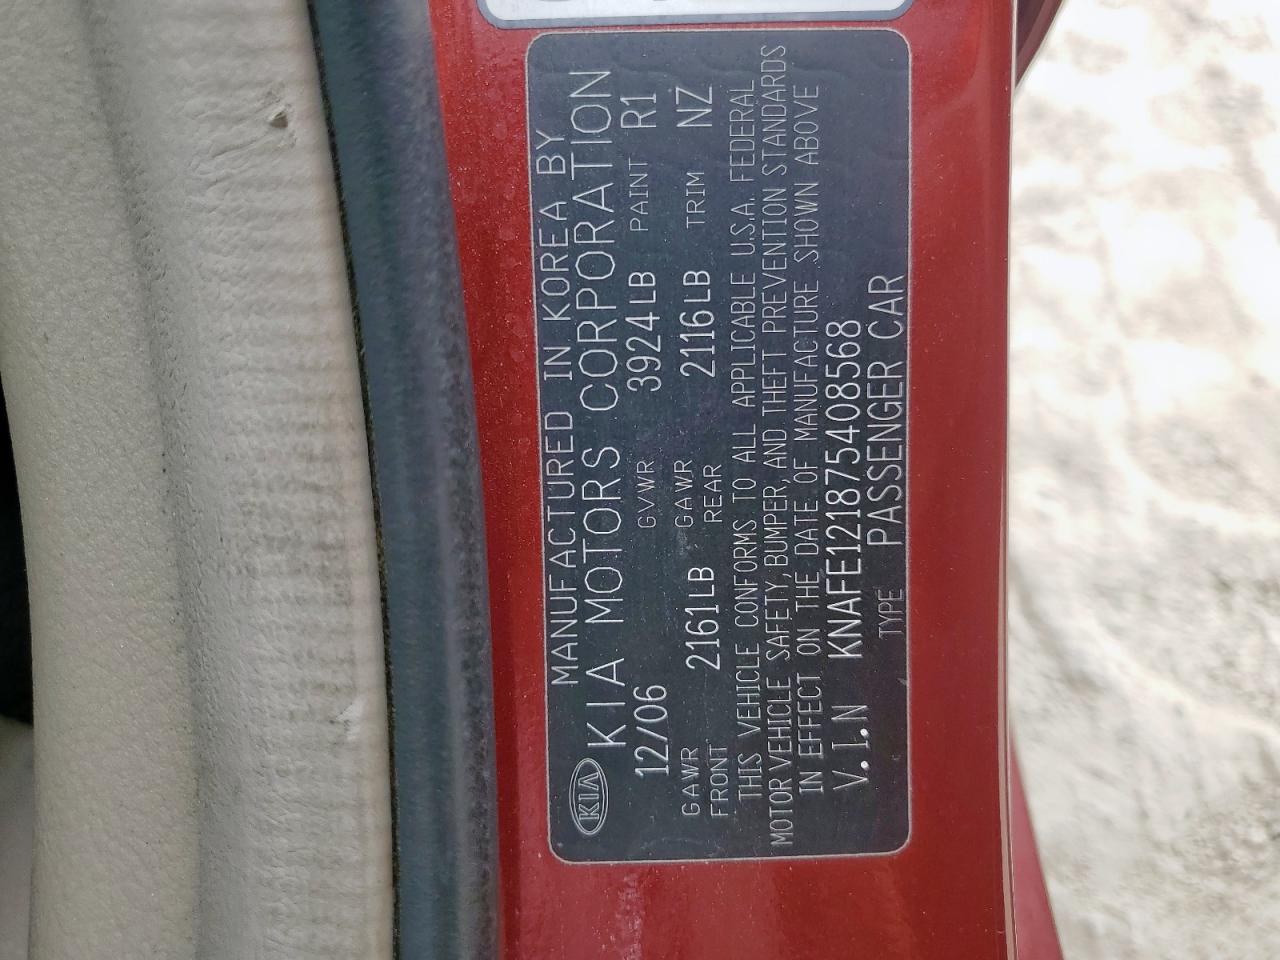 MANUFACTURED IN KOREA BY
KIA KIA MOTORS CORPORATION
12/06 GVWR 3924LB PAINT R1
GAWR FRONT 2161LB GAWR REAR 2116LB TRIM NZ
THIS VEHICLE CONFORMS TO ALL APPLICABLE U.S.A. FEDERAL
MOTOR VEHICLE SAFETY, BUMPER, AND THEFT PREVENTION STANDARDS
IN EFFECT ON THE DATE OF MANUFACTURE SHOWN ABOVE
V.I.N KNAFE121875408568
TYPE PASSENGER CAR